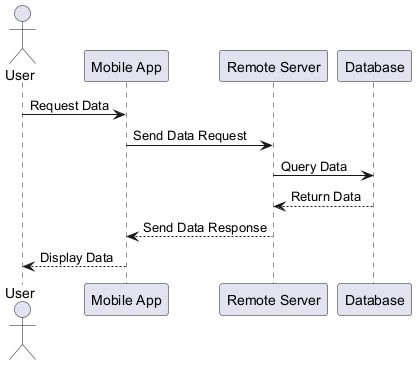 User
Mobile App
Remote Server
Database
Request Data
Send Data Request
Query Data
Return Data
Send Data Response
Display Data
User
Mobile App
Remote Server
Database